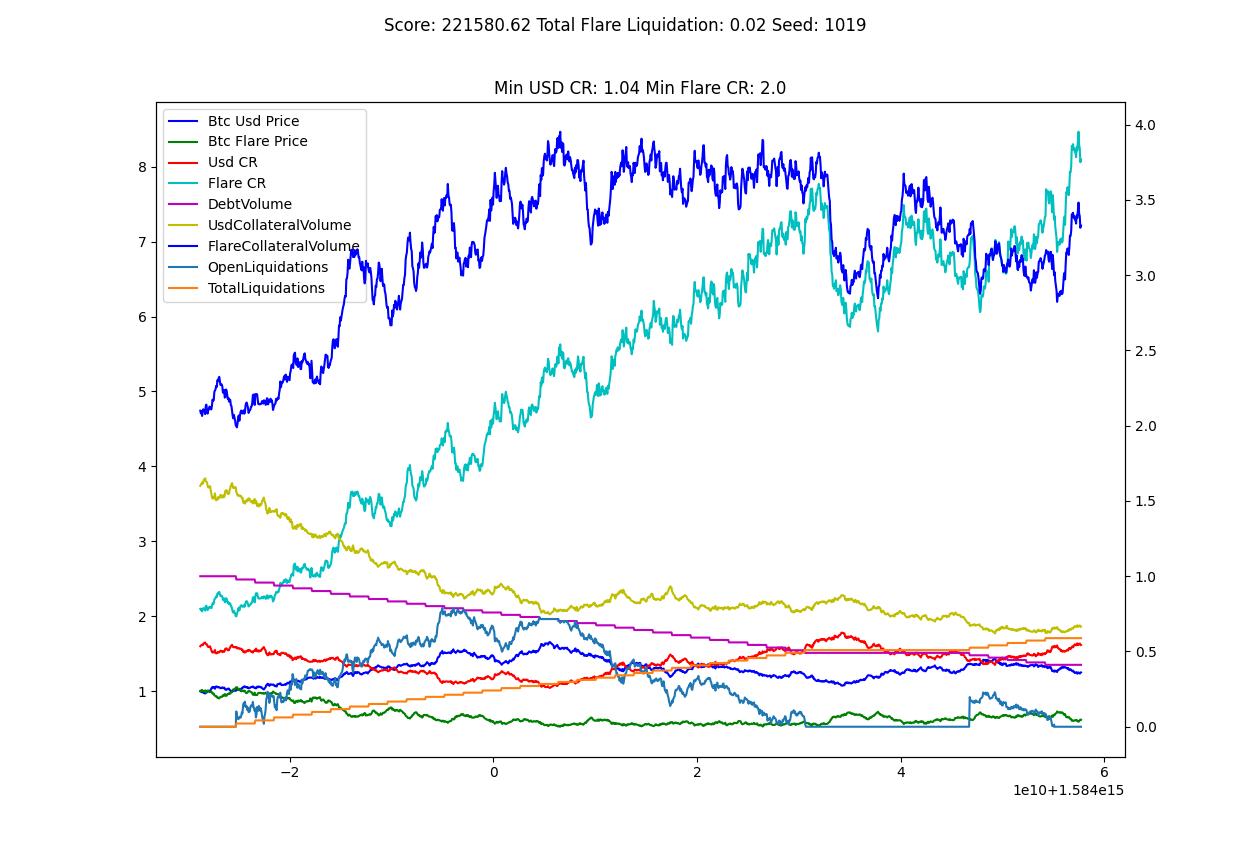 Score: 221580.62 Total Flare Liquidation: 0.02 Seed: 1019
Min USD CR: 1.04 Min Flare CR: 2.0
Btc Usd Price
Btc Flare Price
Usd CR
Flare CR
DebtVolume
UsdCollateralVolume
FlareCollateralVolume
OpenLiquidations
TotalLiquidations
8
7
6
5
4
3
2
1
4.0
3.5
3.0
2.5
2.0
1.5
1.0
0.5
0.0
−2 0 2 4 6
1e10+1.584e15